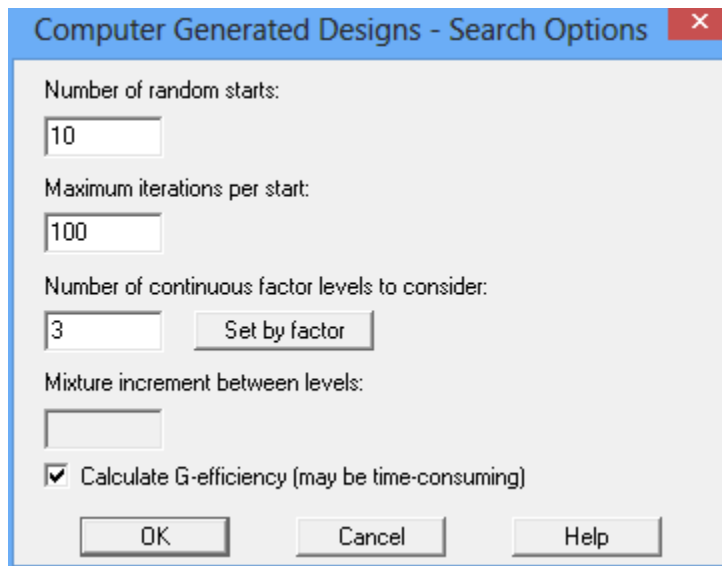 Computer Generated Designs - Search Options
Number of random starts:
10
Maximum iterations per start:
100
Number of continuous factor levels to consider:
3 Set by factor
Mixture increment between levels:
Calculate G-efficiency (may be time-consuming)
OK Cancel Help